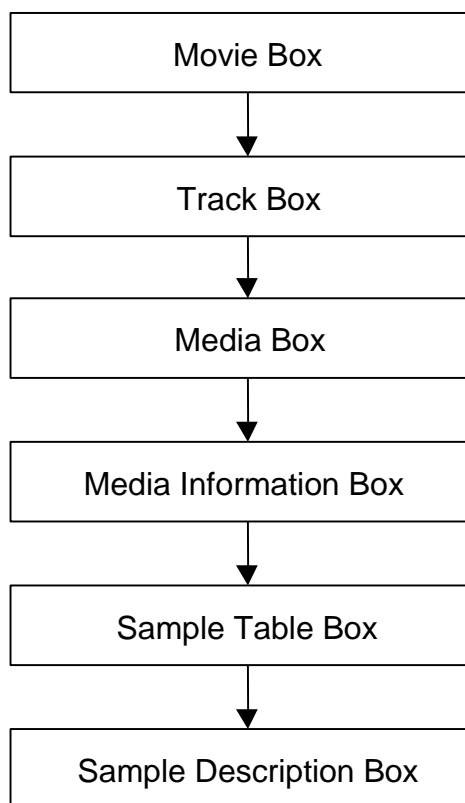 Movie Box
Track Box
Media Box
Media Information Box
Sample Table Box
Sample Description Box